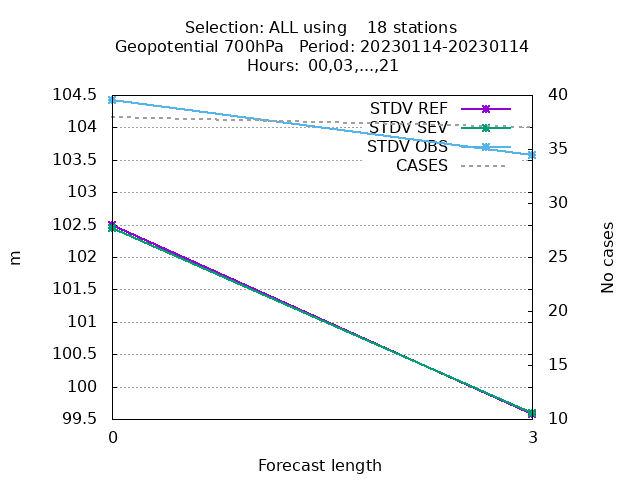 Selection: ALL using    18 stations
Geopotential 700hPa   Period: 20230114-20230114
Hours: 00,03,...,21
104.5
104
103.5
103
102.5
102
101.5
101
100.5
100
99.5
m
STDV REF
STDV SEV
STDV OBS
CASES
40
35
30
25
20
15
10
No cases
0
3
Forecast length